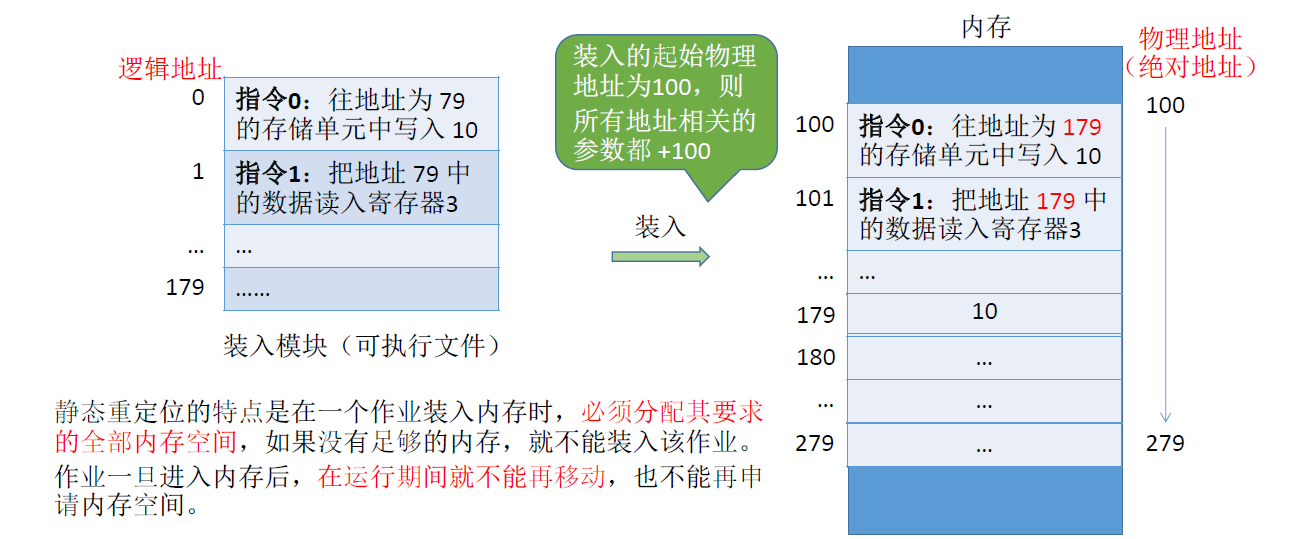 逻辑地址
0
指令0：往地址为 79
的存储单元中写入 10
1
指令1：把地址 79 中
的数据读入寄存器3
…
…
179
……
装入模块（可执行文件）
装入的起始物理
地址为100，则
所有地址相关的
参数都 +100
装入
内存
物理地址
（绝对地址）
100
指令0：往地址为 179
的存储单元中写入 10
100
101
指令1：把地址 179 中
的数据读入寄存器3
…
…
179
10
180
…
…
…
279
…
279
静态重定位的特点是在一个作业装入内存时，必须分配其要求
的全部内存空间，如果没有足够的内存，就不能装入该作业。
作业一旦进入内存后，在运行期间就不能再移动，也不能再申
请内存空间。